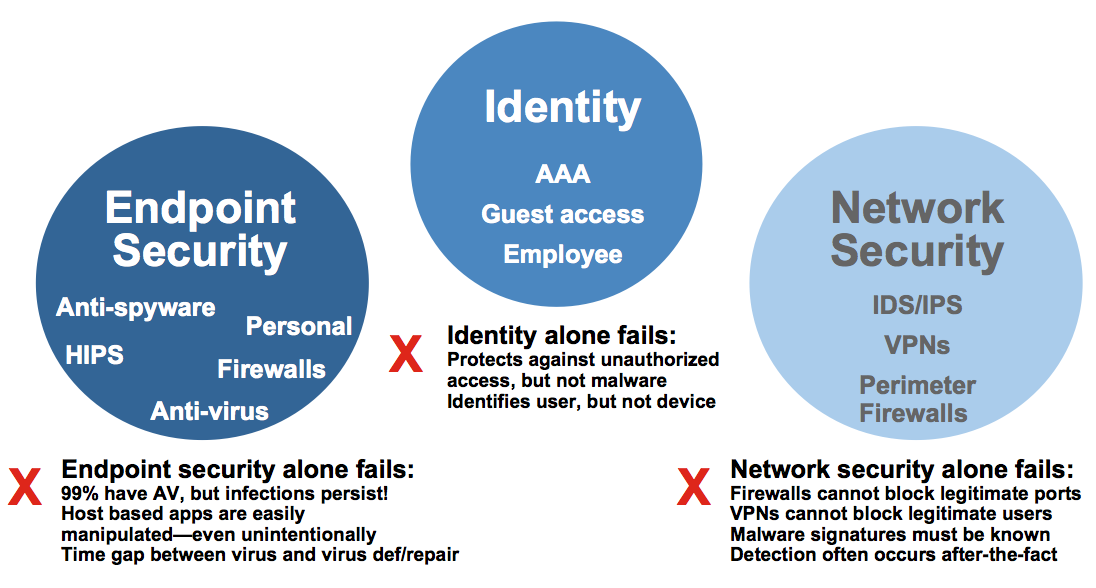 Identity
AAA
Guest access
Employee
Endpoint
Security
Anti-spyware
Personal
HIPS
Firewalls
Anti-virus
Network
Security
IDS/IPS
VPNs
Perimeter
Firewalls
X
Identity alone fails:
Protects against unauthorized
access, but not malware
Identifies user, but not device
X
Endpoint security alone fails:
99% have AV, but infections persist!
Host based apps are easily
manipulated—even unintentionally
Time gap between virus and virus def/repair
X
Network security alone fails:
Firewalls cannot block legitimate ports
VPNs cannot block legitimate users
Malware signatures must be known
Detection often occurs after-the-fact